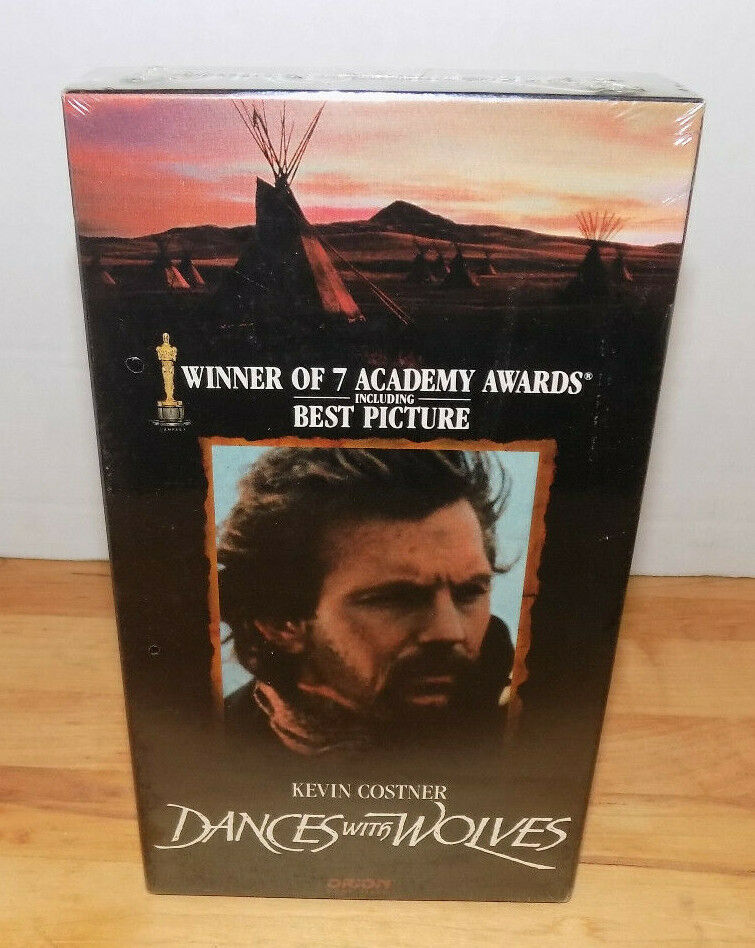 WINNER OF 7 ACADEMY AWARDS®
INCLUDING
BEST PICTURE
KEVIN COSTNER
DANCES WITH WOLVES
ORION